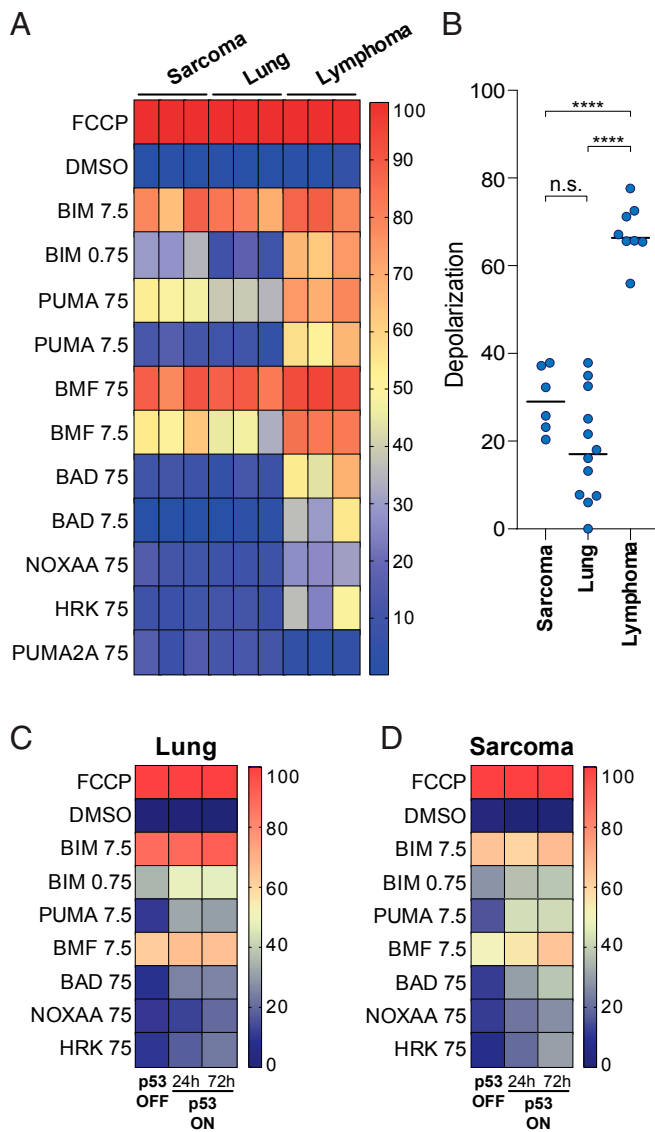 A
Sarcoma Lung Lymphoma
FCCP
DMSO
BIM 7.5
BIM 0.75
PUMA 75
PUMA 7.5
BMF 75
BMF 7.5
BAD 75
BAD 7.5
NOXAA 75
HRK 75
PUMA2A 75
100
90
80
70
60
50
40
30
20
10
B
Depolarization
100
80
60
40
20
0
****
****
n.s.
Sarcoma
Lung
Lymphoma
C
Lung
FCCP
DMSO
BIM 7.5
BIM 0.75
PUMA 7.5
BMF 7.5
BAD 75
NOXAA 75
HRK 75
100
80
60
40
20
0
p53 24h 72h
OFF p53
ON
D
Sarcoma
FCCP
DMSO
BIM 7.5
BIM 0.75
PUMA 7.5
BMF 7.5
BAD 75
NOXAA 75
HRK 75
100
80
60
40
20
0
p53 24h 72h
OFF p53
ON